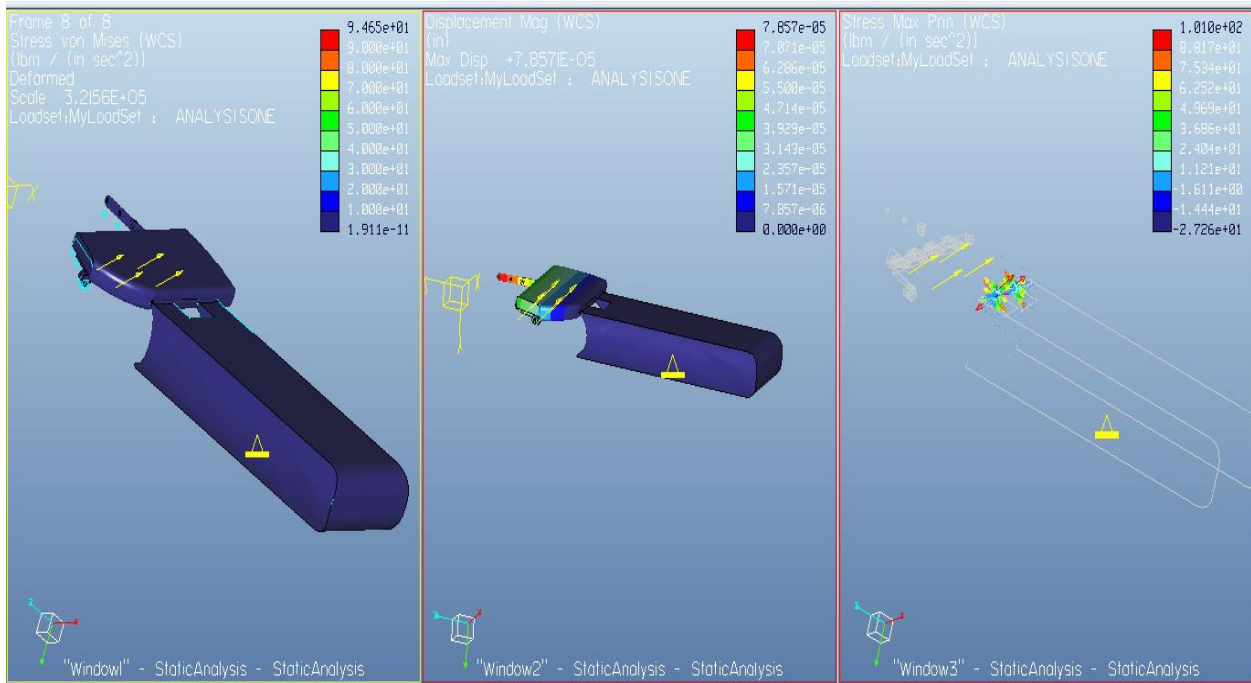 Frame 8 of 8
Stress von Mises (WCS)
(lbm / (in sec^2))
Deformed
Scale 3.2156E+05
Loadset:MyLoadSet : ANALYSISONE
9.465e+01
9.000e+01
8.000e+01
7.000e+01
6.000e+01
5.000e+01
4.000e+01
3.000e+01
2.000e+01
1.000e+01
1.911e-11
"Window1" - StaticAnalysis - StaticAnalysis
Displacement Mag (WCS)
(in)
Max Disp +7.8571E-05
Loadset:MyLoadSet : ANALYSISONE
7.857e-05
7.071e-05
6.286e-05
5.500e-05
4.714e-05
3.929e-05
3.143e-05
2.357e-05
1.571e-05
7.857e-06
0.000e+00
"Window2" - StaticAnalysis - StaticAnalysis
Stress Max Prin (WCS)
(lbm / (in sec^2))
Loadset:MyLoadSet : ANALYSISONE
1.010e+02
8.817e+01
7.534e+01
6.252e+01
4.969e+01
3.686e+01
2.404e+01
1.121e+01
-1.611e+00
-1.444e+01
-2.726e+01
"Window3" - StaticAnalysis - StaticAnalysis